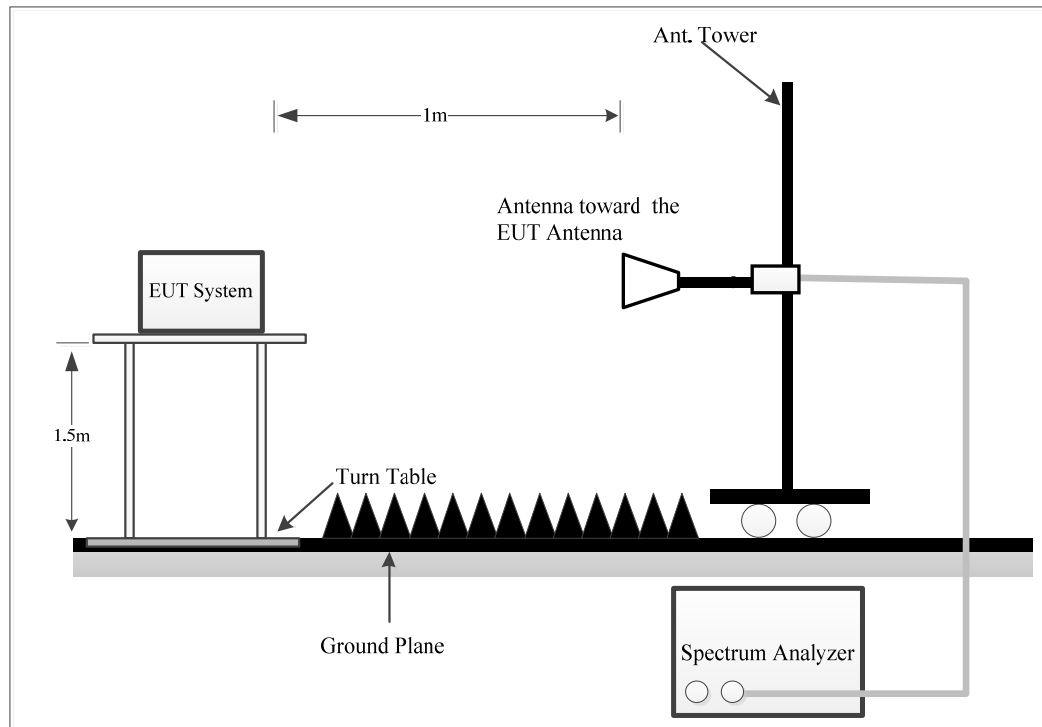 Ant. Tower
1m
Antenna toward the
EUT Antenna
EUT System
1.5m
Turn Table
Ground Plane
Spectrum Analyzer